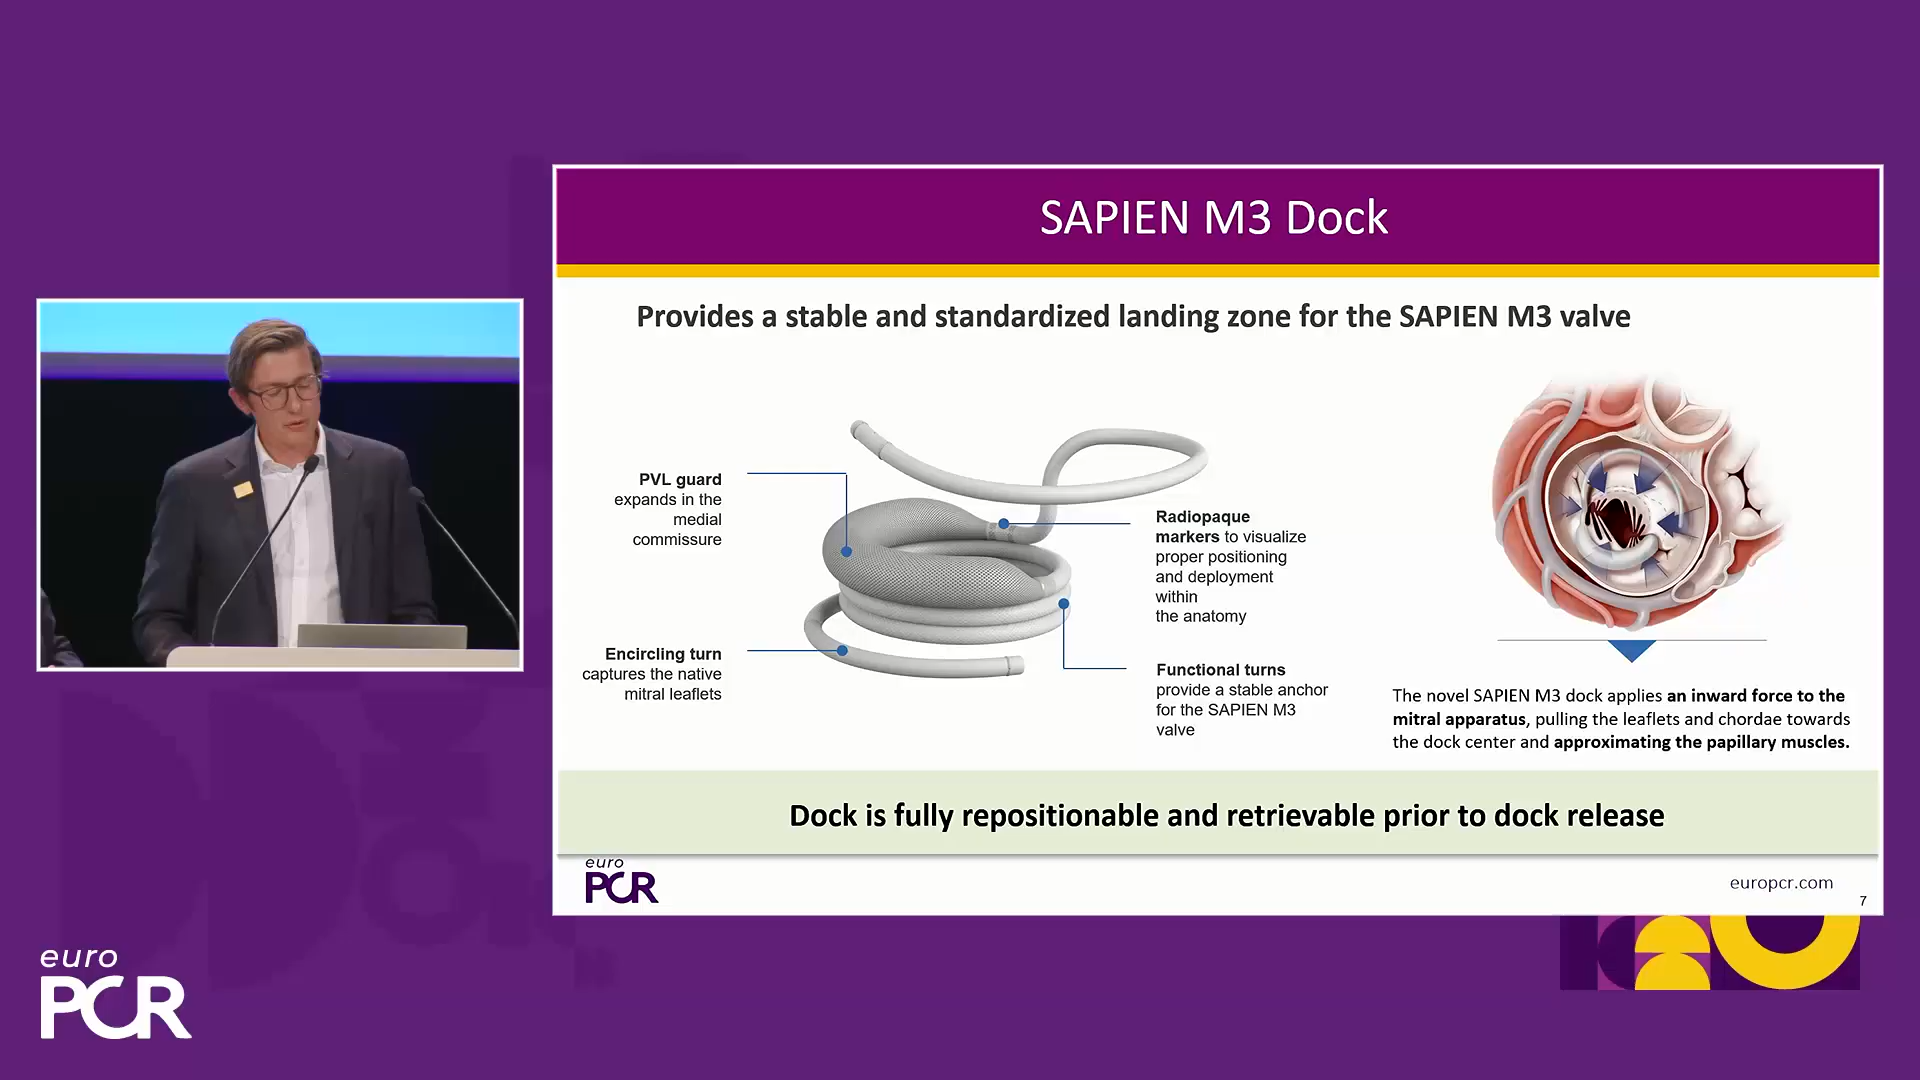 SAPIEN M3 Dock
Provides a stable and standardized landing zone for the SAPIEN M3 valve
PVL guard
expands in the
medial
commissure
Encircling turn
captures the native
mitral leaflets
Radiopaque
markers to visualize
proper positioning
and deployment
within
the anatomy
Functional turns
provide a stable anchor
for the SAPIEN M3
valve
The novel SAPIEN M3 dock applies an inward force to the
mitral apparatus, pulling the leaflets and chordae towards
the dock center and approximating the papillary muscles.
Dock is fully repositionable and retrievable prior to dock release
euro
PCR
europcr.com
7
euro
PCR